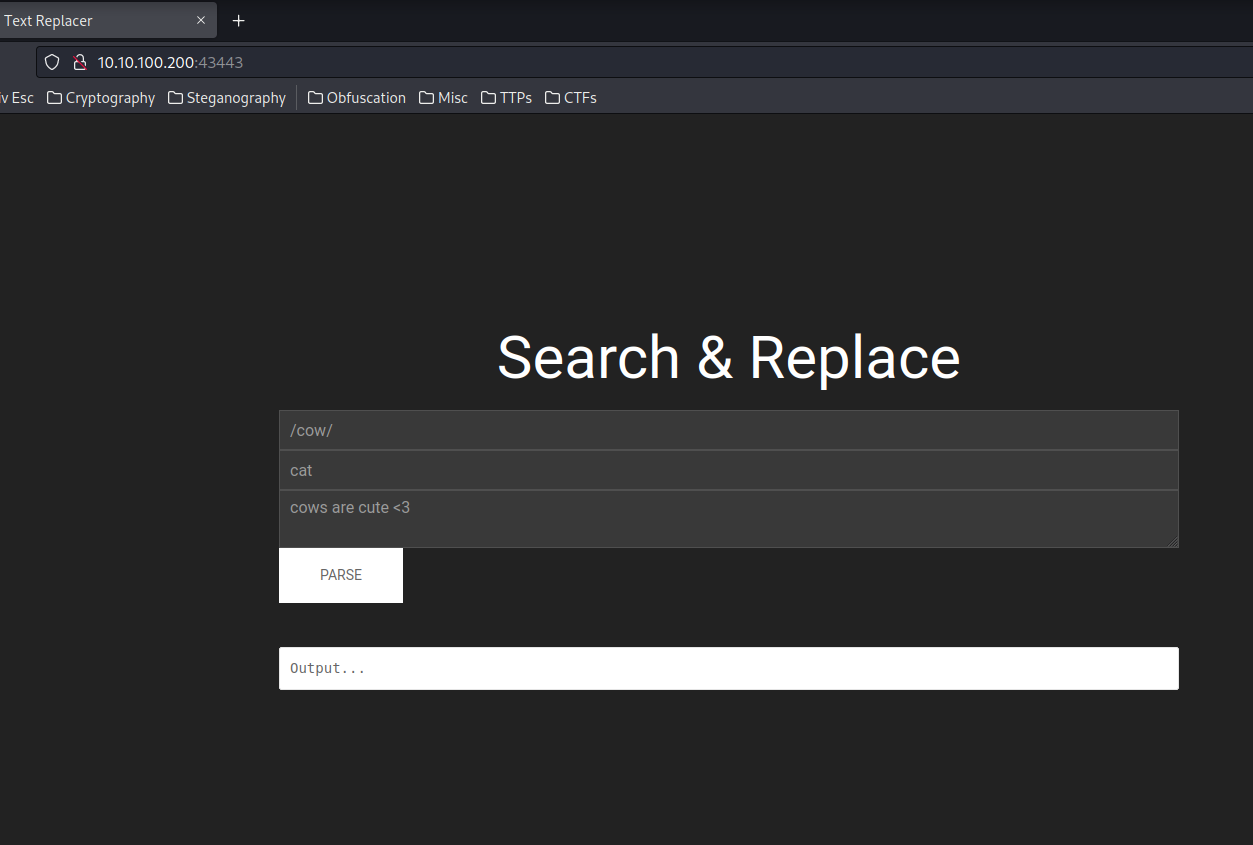 Text Replacer
10.10.100.200:43443
iv Esc Cryptography Steganography Obfuscation Misc TTPs CTFs
Search & Replace
/cow/
cat
cows are cute <3
PARSE
Output...